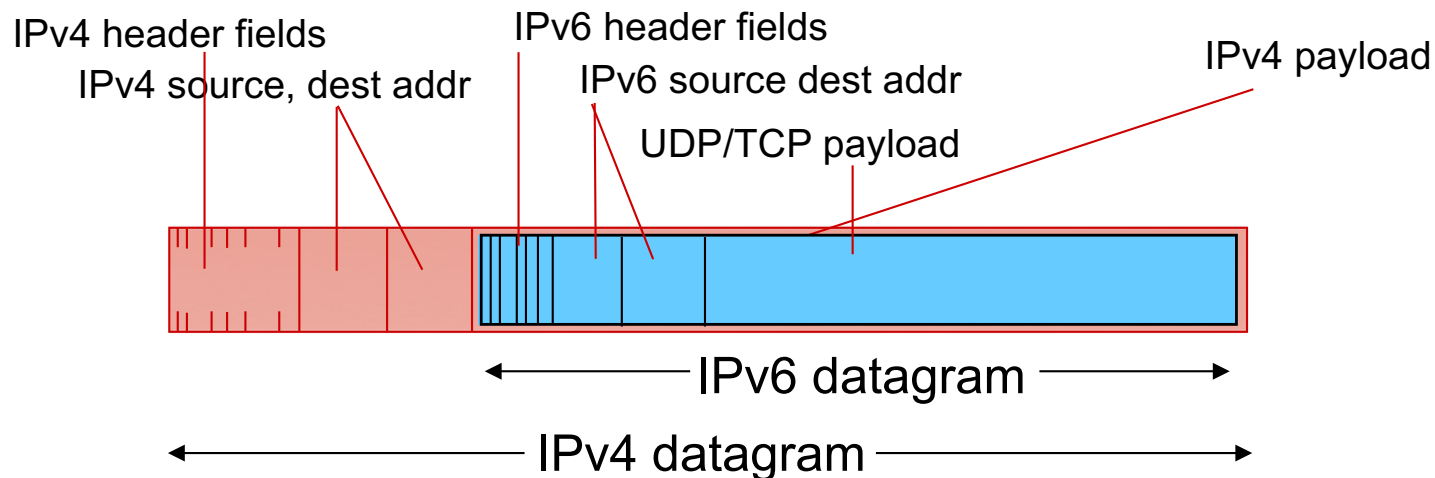 IPv4 header fields
IPv6 header fields
IPv4 payload
IPv4 source, dest addr
IPv6 source dest addr
UDP/TCP payload
IPv6 datagram
IPv4 datagram